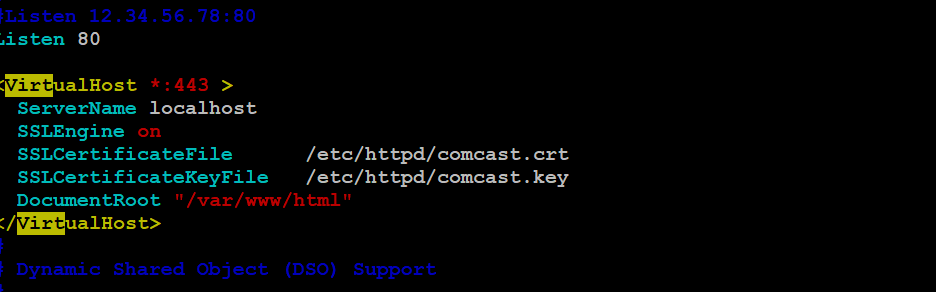 #Listen 12.34.56.78:80
Listen 80
<VirtualHost *:443 >
ServerName localhost
SSLEngine on
SSLCertificateFile /etc/httpd/comcast.crt
SSLCertificateKeyFile /etc/httpd/comcast.key
DocumentRoot "/var/www/html"
</VirtualHost>
#
# Dynamic Shared Object (DSO) Support